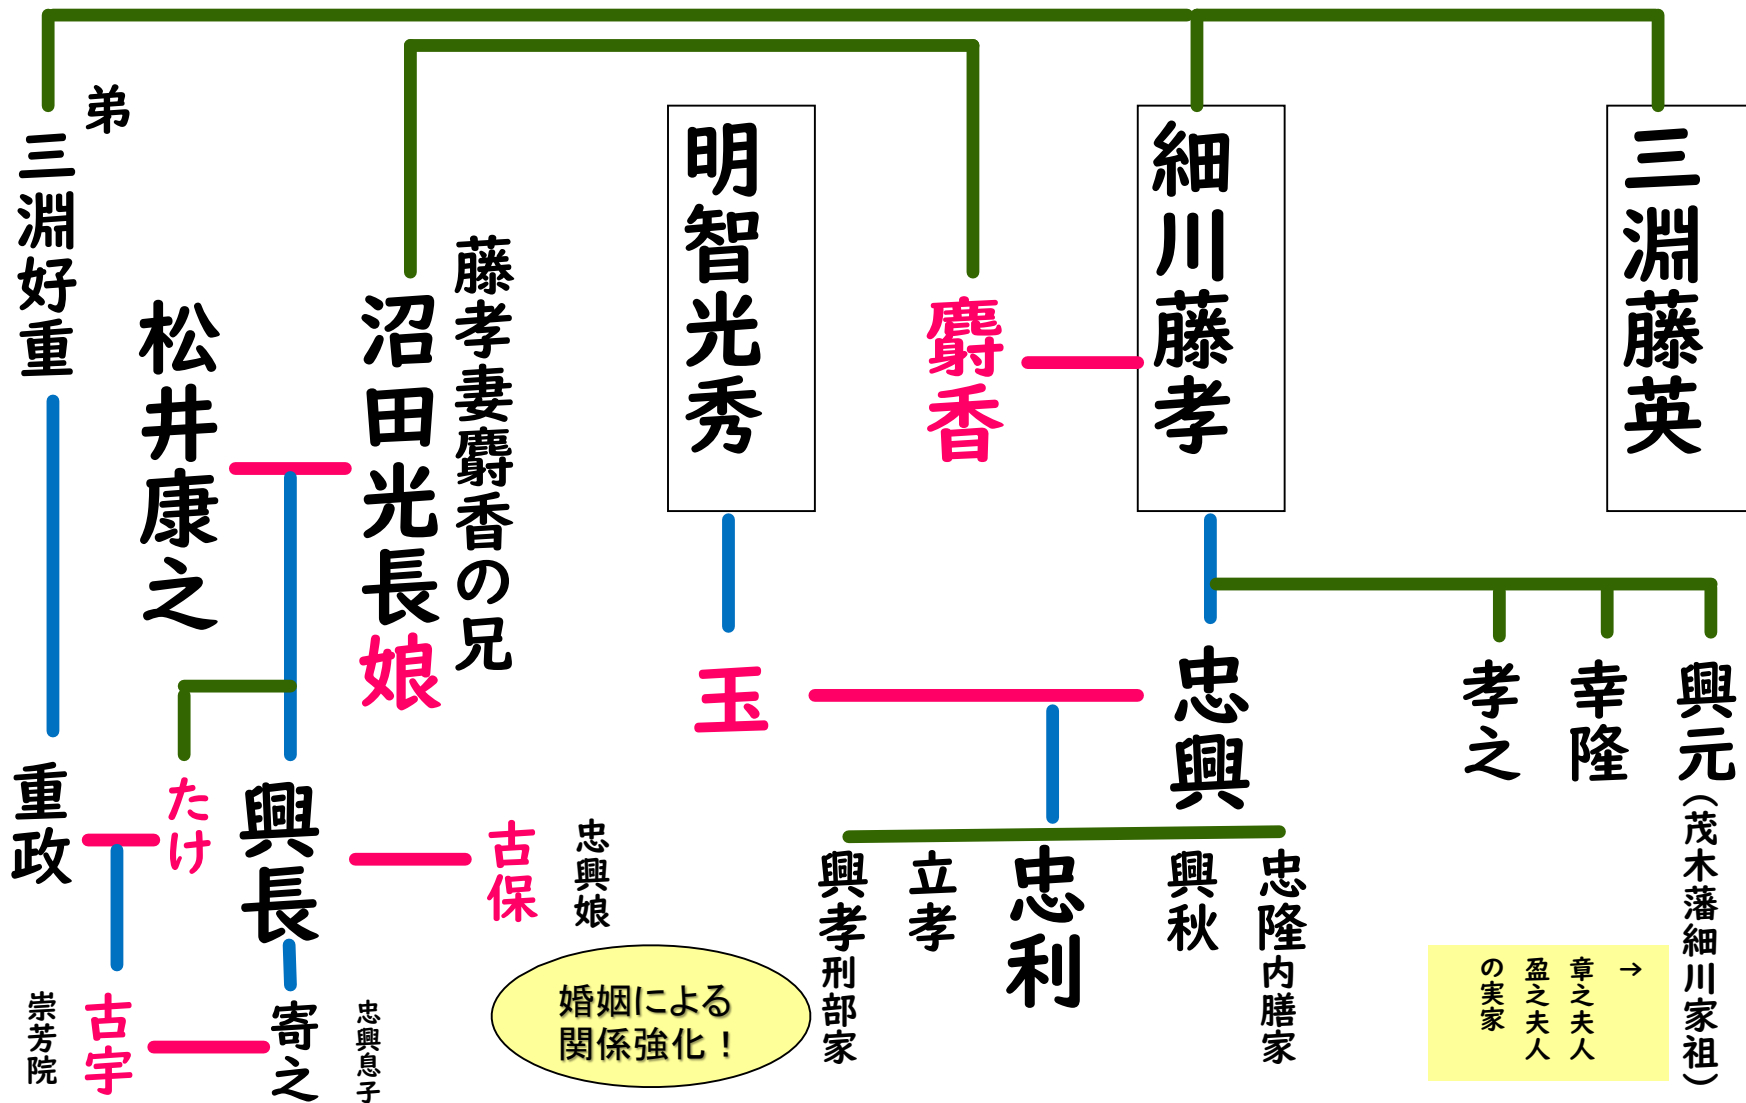 三淵藤英
細川藤孝
麝香
明智光秀
藤孝妻麝香の兄
沼田光長娘
松井康之
弟
三淵好重
興元(茂木藩細川家祖)
幸隆
孝之
忠興
玉
忠隆内膳家
興秋
忠利
立孝
興孝刑部家
忠興娘
古保
興長
たけ
重政
忠興息子
寄之
古宇
崇芳院
婚姻による
関係強化！
→
章之夫人
盈之夫人
の実家